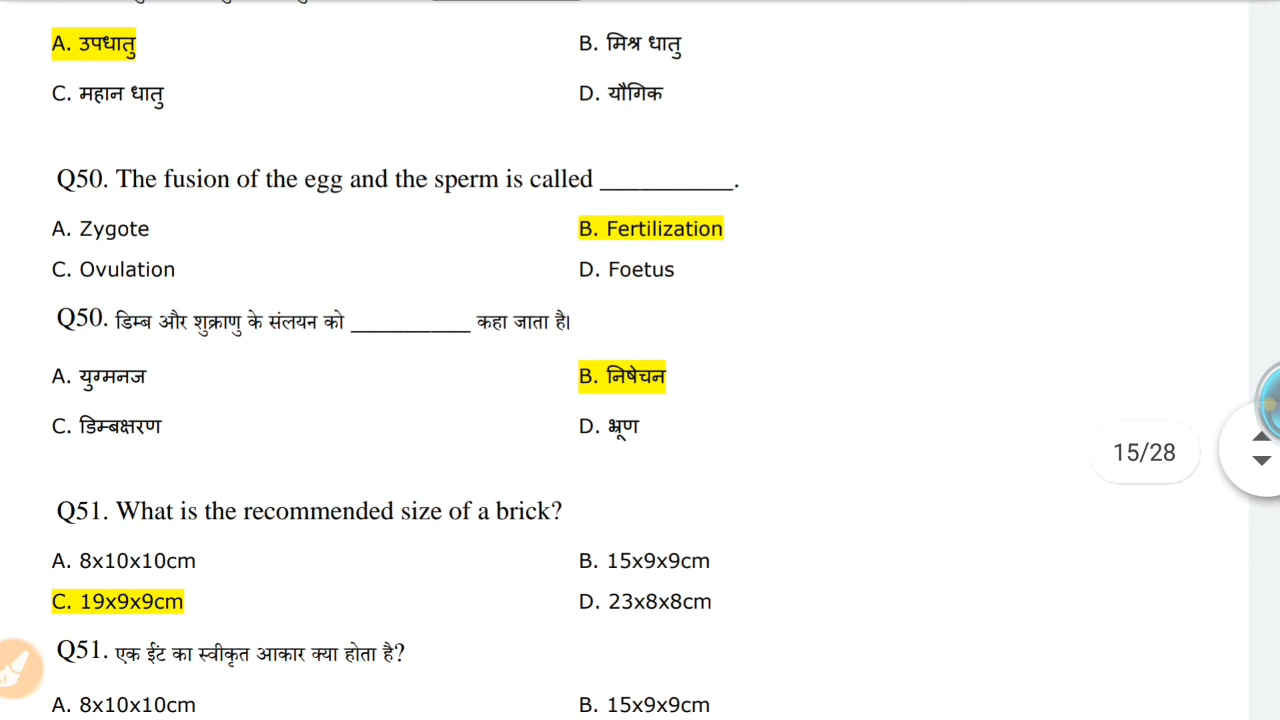 A. उपधातु B. मिश्र धातु
C. महान धातु D. यौगिक
Q50. The fusion of the egg and the sperm is called __________.
A. Zygote B. Fertilization
C. Ovulation D. Foetus
Q50. डिम्ब और शुक्राणु के संलयन को __________ कहा जाता है।
A. युग्मनज B. निषेचन
C. डिम्बक्षरण D. भ्रूण
15/28
Q51. What is the recommended size of a brick?
A. 8x10x10cm B. 15x9x9cm
C. 19x9x9cm D. 23x8x8cm
Q51. एक ईंट का स्वीकृत आकार क्या होता है?
A. 8x10x10cm B. 15x9x9cm